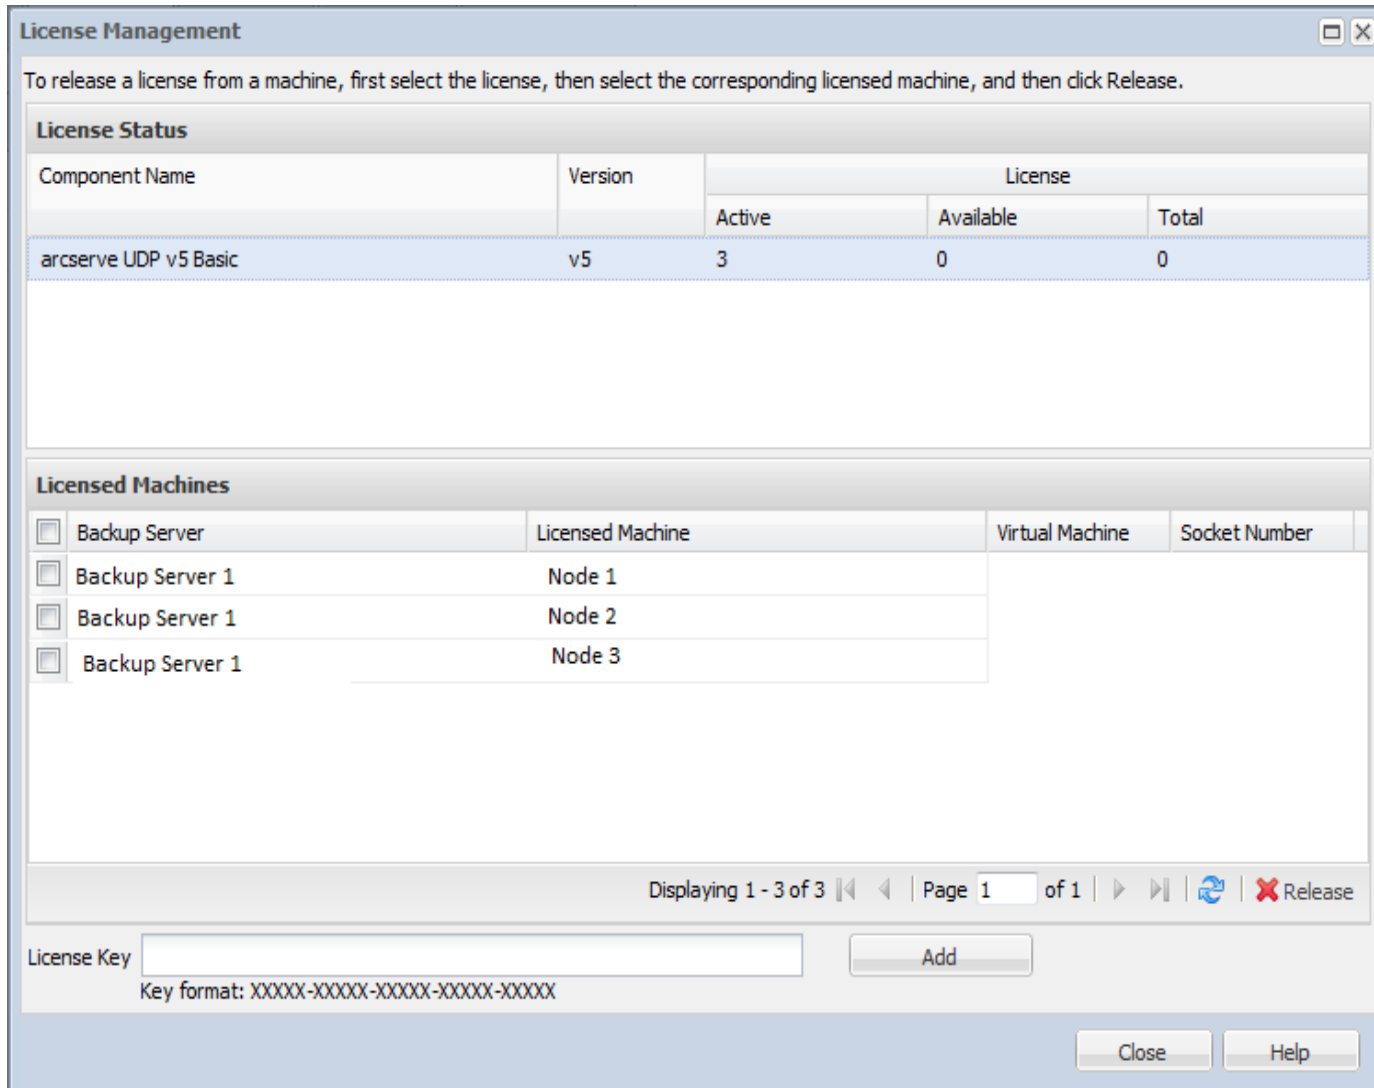 License Management
To release a license from a machine, first select the license, then select the corresponding licensed machine, and then click Release.
License Status
Component Name Version License
Active Available Total
arcserve UDP v5 Basic v5 3 0 0
Licensed Machines
Backup Server Licensed Machine Virtual Machine Socket Number
Backup Server 1 Node 1
Backup Server 1 Node 2
Backup Server 1 Node 3
Displaying 1 - 3 of 3 Page 1 of 1 Release
License Key Add
Key format: XXXXX-XXXXX-XXXXX-XXXXX-XXXXX
Close Help